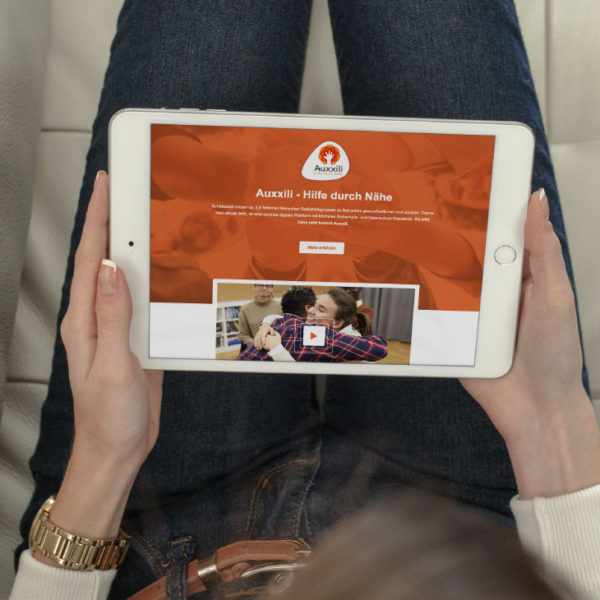 Auxxili
Auxxili - Hilfe durch Nähe
Bundesweit nutzen ca. 3,5 Millionen Menschen Selbsthilfegruppen zu fast jedem gesundheitlichen und sozialen Thema.
Was aktuell fehlt, ist eine zentrale digitale Plattform mit höchsten Sicherheits- und Datenschutz-Standards. Bis jetzt.
Denn jetzt kommt Auxxili.
Mehr erfahren